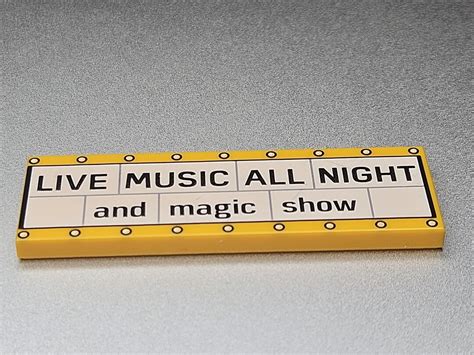 LIVE MUSIC ALL NIGHT
and magic show